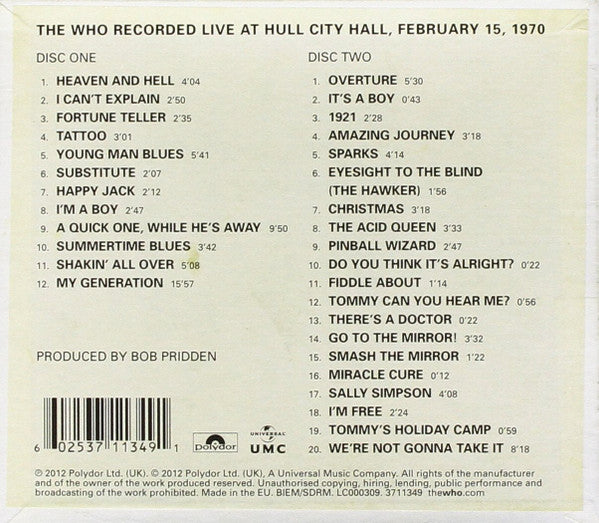 THE WHO RECORDED LIVE AT HULL CITY HALL, FEBRUARY 15, 1970
DISC ONE
1. HEAVEN AND HELL 4'04
2. I CAN'T EXPLAIN 2'50
3. FORTUNE TELLER 2'35
4. TATTOO 3'01
5. YOUNG MAN BLUES 5'41
6. SUBSTITUTE 2'07
7. HAPPY JACK 2'12
8. I'M A BOY 2'47
9. A QUICK ONE, WHILE HE'S AWAY 9'50
10. SUMMERTIME BLUES 3'42
11. SHAKIN' ALL OVER 5'08
12. MY GENERATION 15'57
PRODUCED BY BOB PRIDDEN
DISC TWO
1. OVERTURE 5'30
2. IT'S A BOY 0'43
3. 1921 2'28
4. AMAZING JOURNEY 3'18
5. SPARKS 4'14
6. EYESIGHT TO THE BLIND
(THE HAWKER) 1'56
7. CHRISTMAS 3'18
8. THE ACID QUEEN 3'33
9. PINBALL WIZARD 2'47
10. DO YOU THINK IT'S ALRIGHT? 0'22
11. FIDDLE ABOUT 1'14
12. TOMMY CAN YOU HEAR ME? 0'56
13. THERE'S A DOCTOR 0'22
14. GO TO THE MIRROR! 3'32
15. SMASH THE MIRROR 1'22
16. MIRACLE CURE 0'12
17. SALLY SIMPSON 4'08
18. I'M FREE 2'24
19. TOMMY'S HOLIDAY CAMP 0'59
20. WE'RE NOT GONNA TAKE IT 8'18
6 02537 11349 1
polydor
UNIVERSAL
UMC
℗ 2012 Polydor Ltd. (UK). © 2012 Polydor Ltd. (UK), A Universal Music Company. All rights of the manufacturer
and of the owner of the work produced reserved. Unauthorised copying, hiring, lending, public performance and
broadcasting of the work prohibited. Made in the EU. BIEM/SDRM. LC000309. 3711349 thewho.com